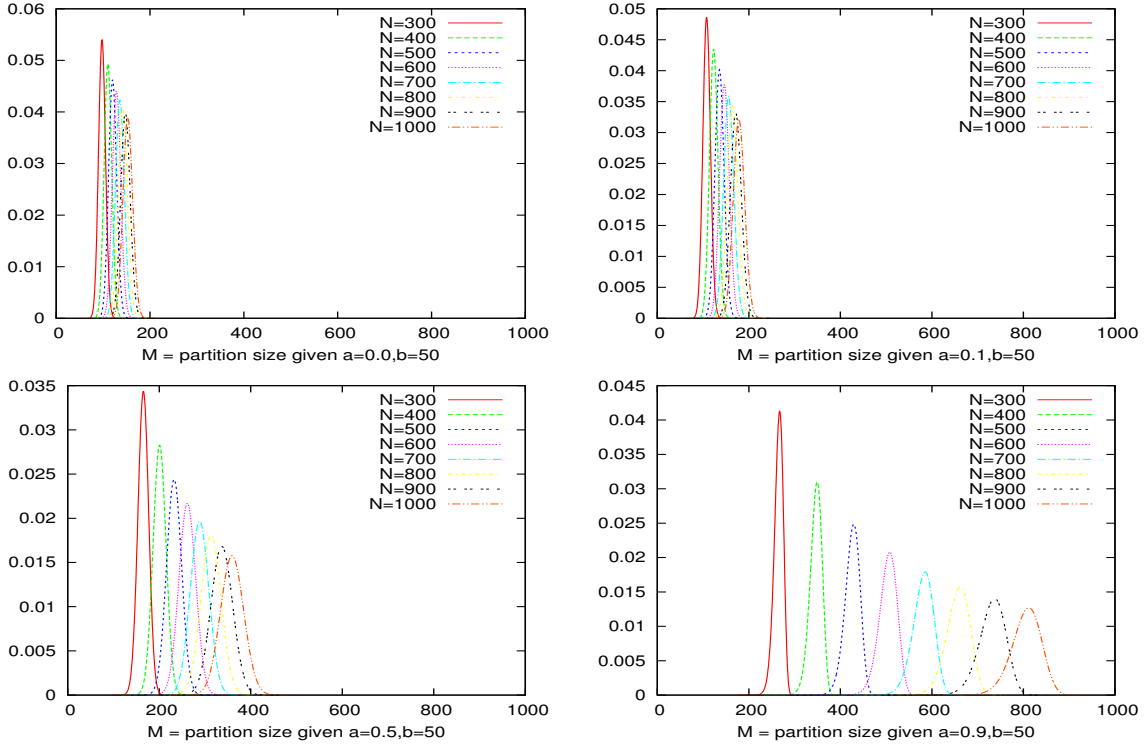 0.06
0.05
0.04
0.03
0.02
0.01
0
0 200 400 600 800 1000
M = partition size given a=0.0,b=50
N=300
N=400
N=500
N=600
N=700
N=800
N=900
N=1000
0.05
0.045
0.04
0.035
0.03
0.025
0.02
0.015
0.01
0.005
0
0 200 400 600 800 1000
M = partition size given a=0.1,b=50
N=300
N=400
N=500
N=600
N=700
N=800
N=900
N=1000
0.035
0.03
0.025
0.02
0.015
0.01
0.005
0
0 200 400 600 800 1000
M = partition size given a=0.5,b=50
N=300
N=400
N=500
N=600
N=700
N=800
N=900
N=1000
0.045
0.04
0.035
0.03
0.025
0.02
0.015
0.01
0.005
0
0 200 400 600 800 1000
M = partition size given a=0.9,b=50
N=300
N=400
N=500
N=600
N=700
N=800
N=900
N=1000